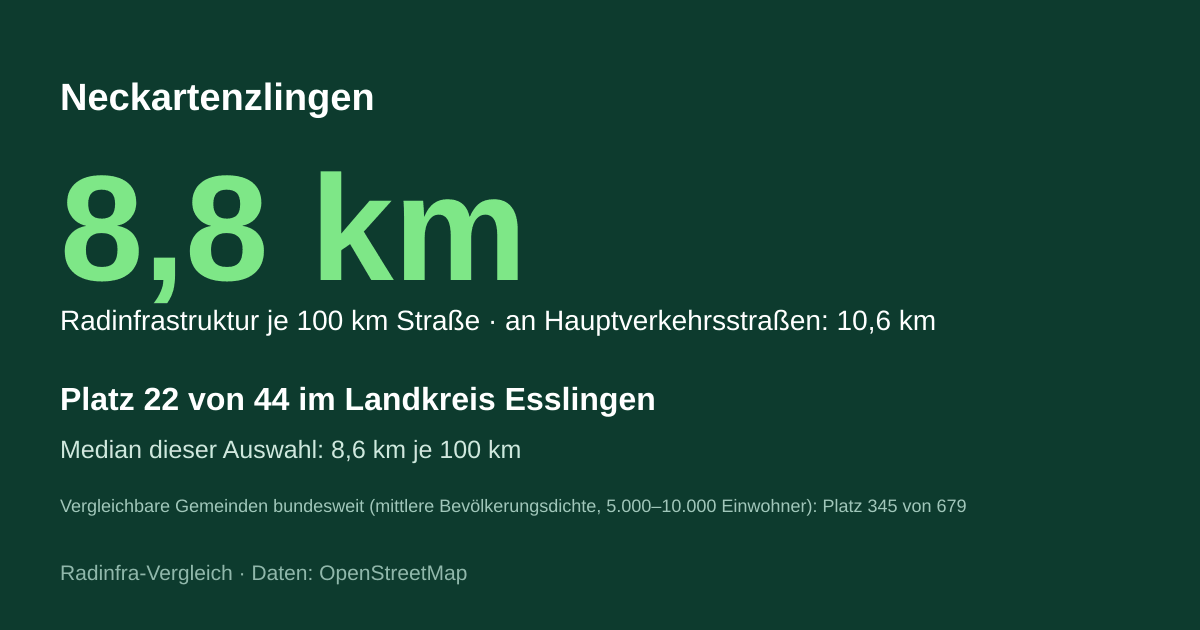 Neckartenzlingen
8,8 km
Radinfrastruktur je 100 km Straße · an Hauptverkehrsstraßen: 10,6 km
Platz 22 von 44 im Landkreis Esslingen
Median dieser Auswahl: 8,6 km je 100 km
Vergleichbare Gemeinden bundesweit (mittlere Bevölkerungsdichte, 5.000–10.000 Einwohner): Platz 345 von 679
Radinfra-Vergleich · Daten: OpenStreetMap